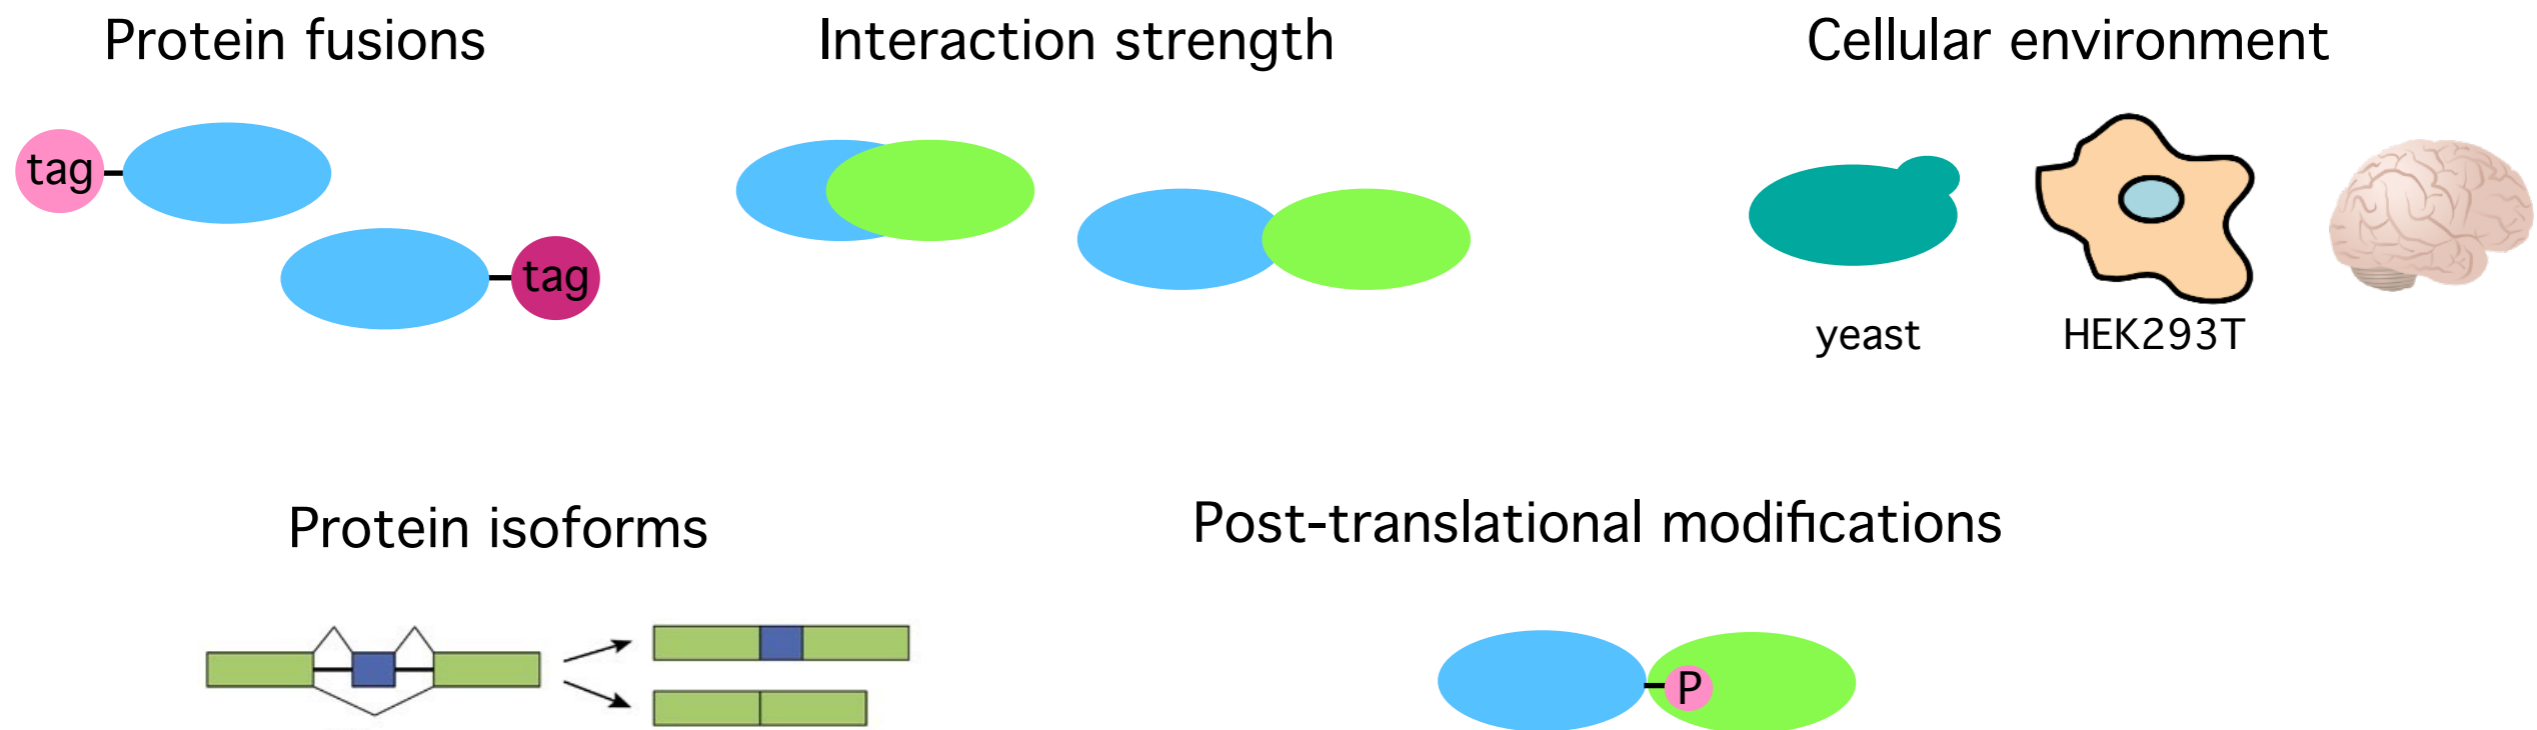 Protein fusions
Interaction strength
Cellular environment
tag
tag
yeast
HEK293T
Protein isoforms
Post-translational modifications
P